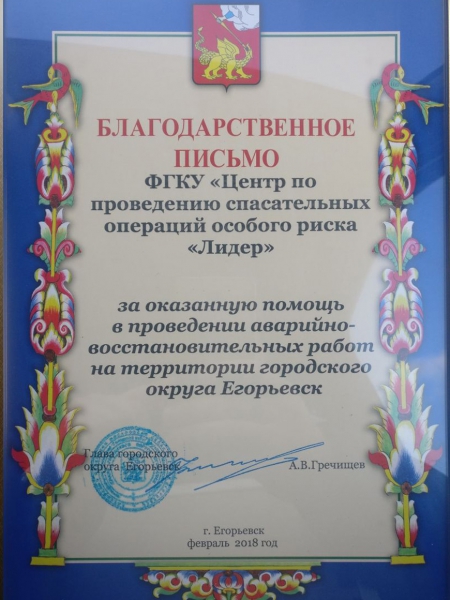 БЛАГОДАРСТВЕННОЕ
ПИСЬМО
ФГКУ «Центр по
проведению спасательных
операций особого риска
«Лидер»
за оказанную помощь
в проведении аварийно-
восстановительных работ
на территории городского
округа Егорьевск
Глава городского
округа Егорьевск
А.В.Гречищев
г. Егорьевск
февраль 2018 год